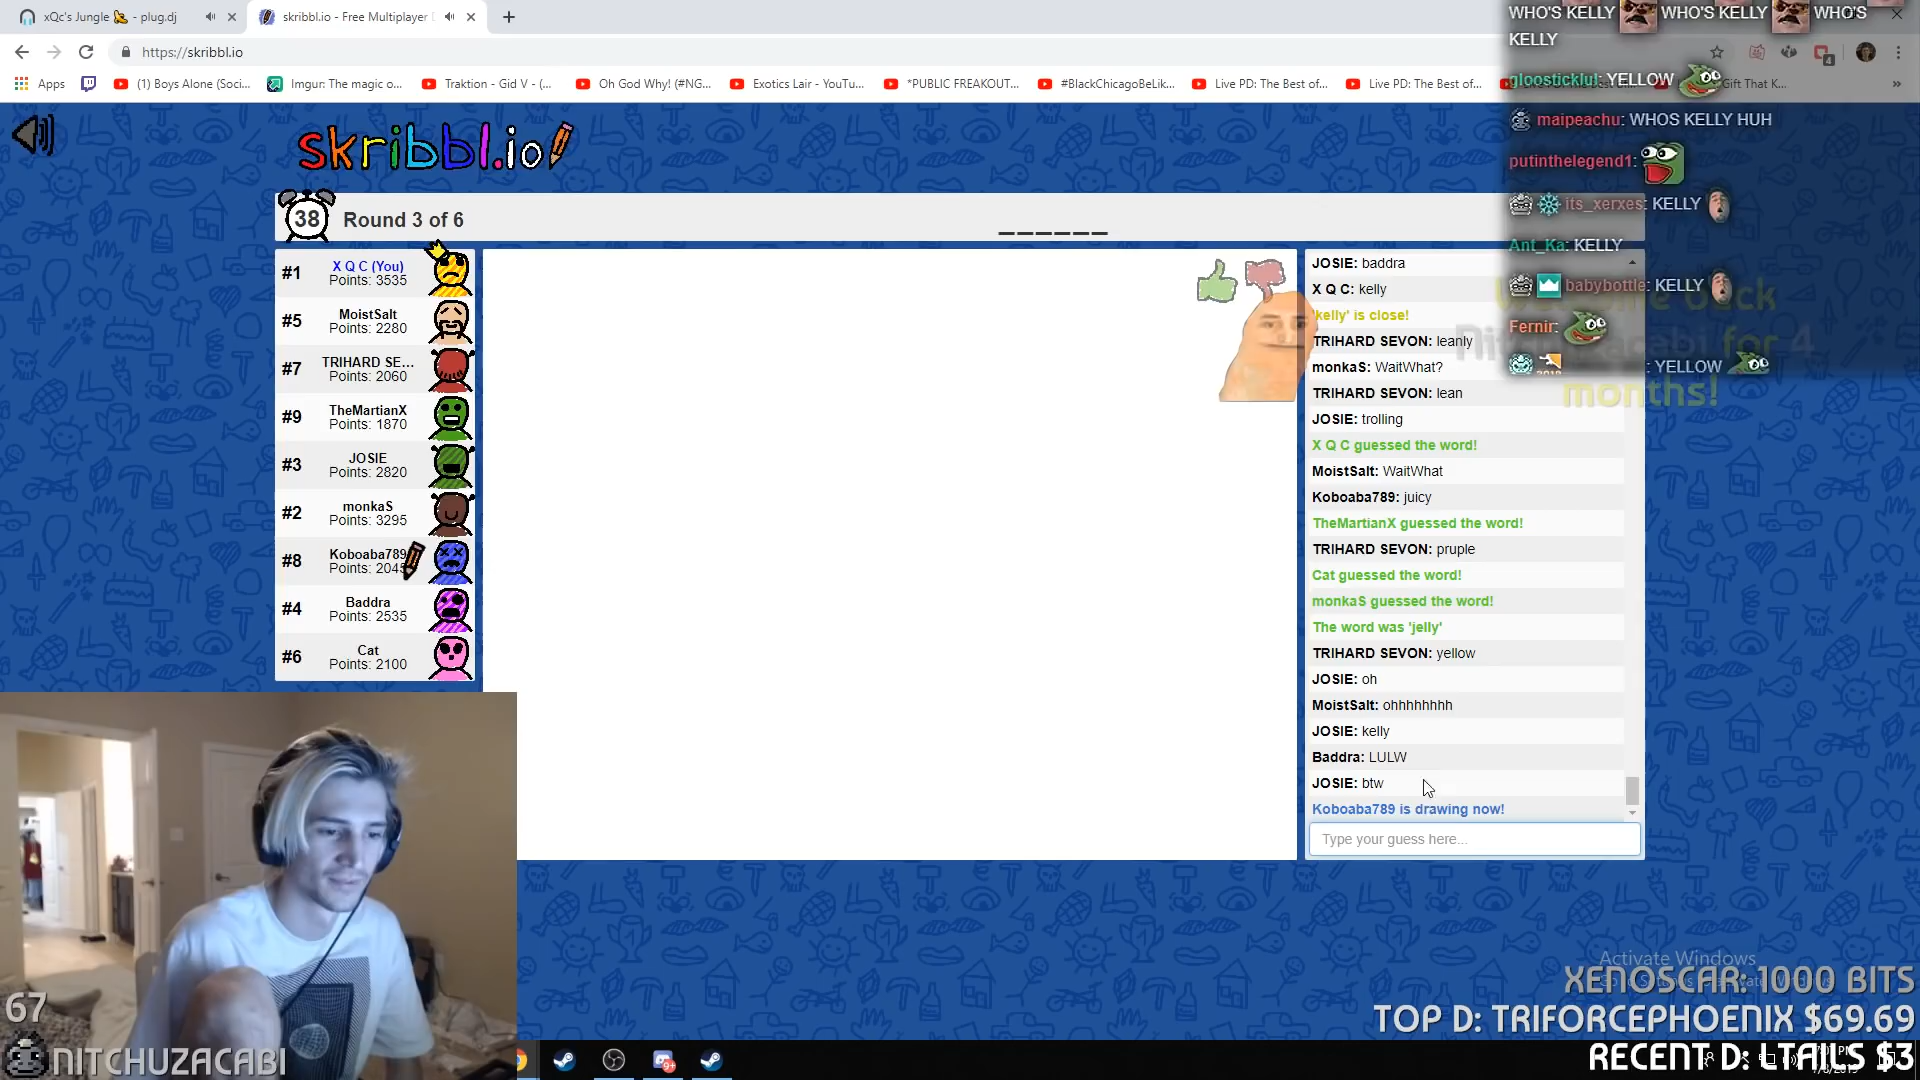 xQc's Jungle - plug.dj
skribbl.io - Free Multiplayer
https://skribbl.io
Apps
(1) Boys Alone (Soci...
Imgur: The magic o...
Traktion - Gid V - (...
Oh God Why! (#NG...
Exotics Lair - YouTu...
*PUBLIC FREAKOUT...
#BlackChicagoBeLik...
Live PD: The Best of...
Live PD: The Best of...
Gift That K...
WHO'S KELLY WHO'S KELLY WHO'S
KELLY
gloosticklul: YELLOW
maipeachu: WHOS KELLY HUH
putinthelegend1:
its_xerxes: KELLY
Ant_Ka: KELLY
babybottle: KELLY
Fernir:
: YELLOW
back
for 4
months!
skribbl.io
38
Round 3 of 6
______
#1
X Q C (You)
Points: 3535
#5
MoistSalt
Points: 2280
#7
TRIHARD SE...
Points: 2060
#9
TheMartianX
Points: 1870
#3
JOSIE
Points: 2820
#2
monkaS
Points: 3295
#8
Koboaba789
Points: 2045
#4
Baddra
Points: 2535
#6
Cat
Points: 2100
JOSIE: baddra
X Q C: kelly
'kelly' is close!
TRIHARD SEVON: leanly
monkaS: WaitWhat?
TRIHARD SEVON: lean
JOSIE: trolling
X Q C guessed the word!
MoistSalt: WaitWhat
Koboaba789: juicy
TheMartianX guessed the word!
TRIHARD SEVON: pruple
Cat guessed the word!
monkaS guessed the word!
The word was 'jelly'
TRIHARD SEVON: yellow
JOSIE: oh
MoistSalt: ohhhhhhhh
JOSIE: kelly
Baddra: LULW
JOSIE: btw
Koboaba789 is drawing now!
Type your guess here...
Activate Windows
XENOSCAR: 1000 BITS
TOP D: TRIFORCEPHOENIX $69.69
RECENT D: LTAILS $3
67
NITCHUZACABI